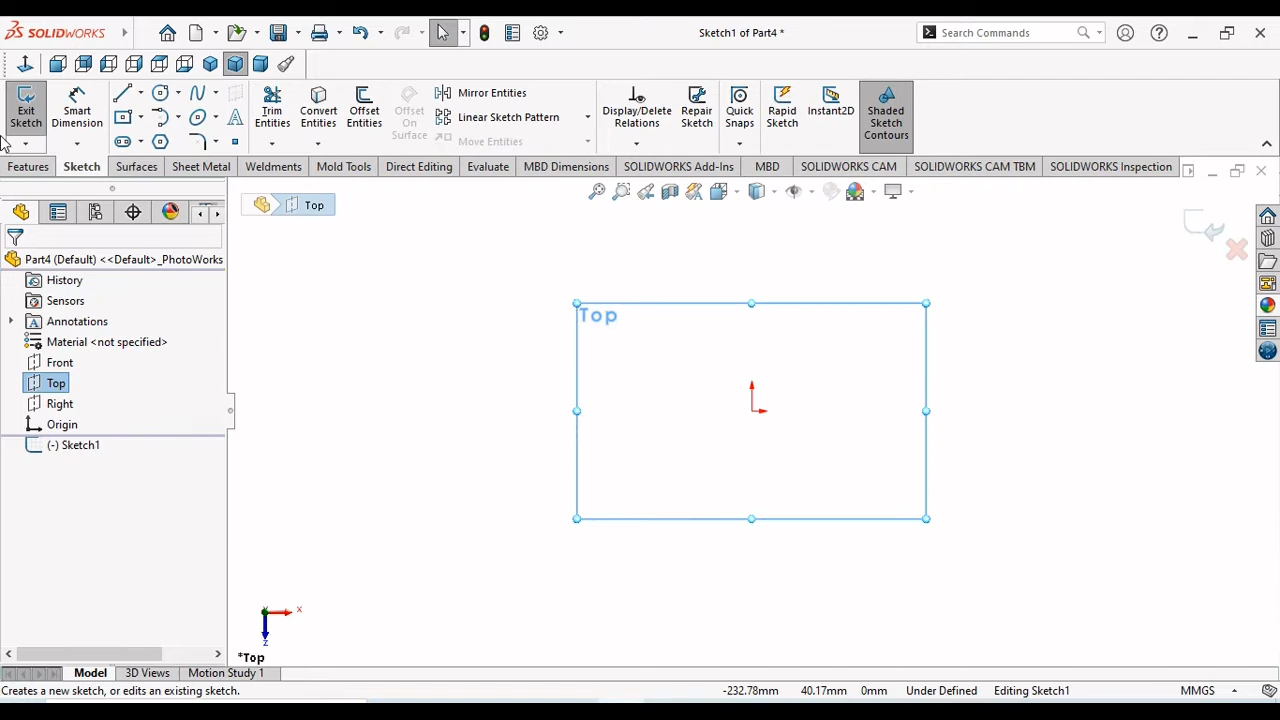 SOLIDWORKS
Sketch1 of Part4 *
Search Commands
Exit Sketch
Smart Dimension
Trim Entities
Convert Entities
Offset Entities
Offset On Surface
Mirror Entities
Linear Sketch Pattern
Move Entities
Display/Delete Relations
Repair Sketch
Quick Snaps
Rapid Sketch
Instant2D
Shaded Sketch Contours
Features
Sketch
Surfaces
Sheet Metal
Weldments
Mold Tools
Direct Editing
Evaluate
MBD Dimensions
SOLIDWORKS Add-Ins
MBD
SOLIDWORKS CAM
SOLIDWORKS CAM TBM
SOLIDWORKS Inspection
Top
Part4 (Default) <<Default>_PhotoWorks
History
Sensors
Annotations
Material <not specified>
Front
Top
Right
Origin
(-) Sketch1
Top
X
Y
Z
*Top
Model
3D Views
Motion Study 1
Creates a new sketch, or edits an existing sketch.
-232.78mm
40.17mm
0mm
Under Defined
Editing Sketch1
MMGS